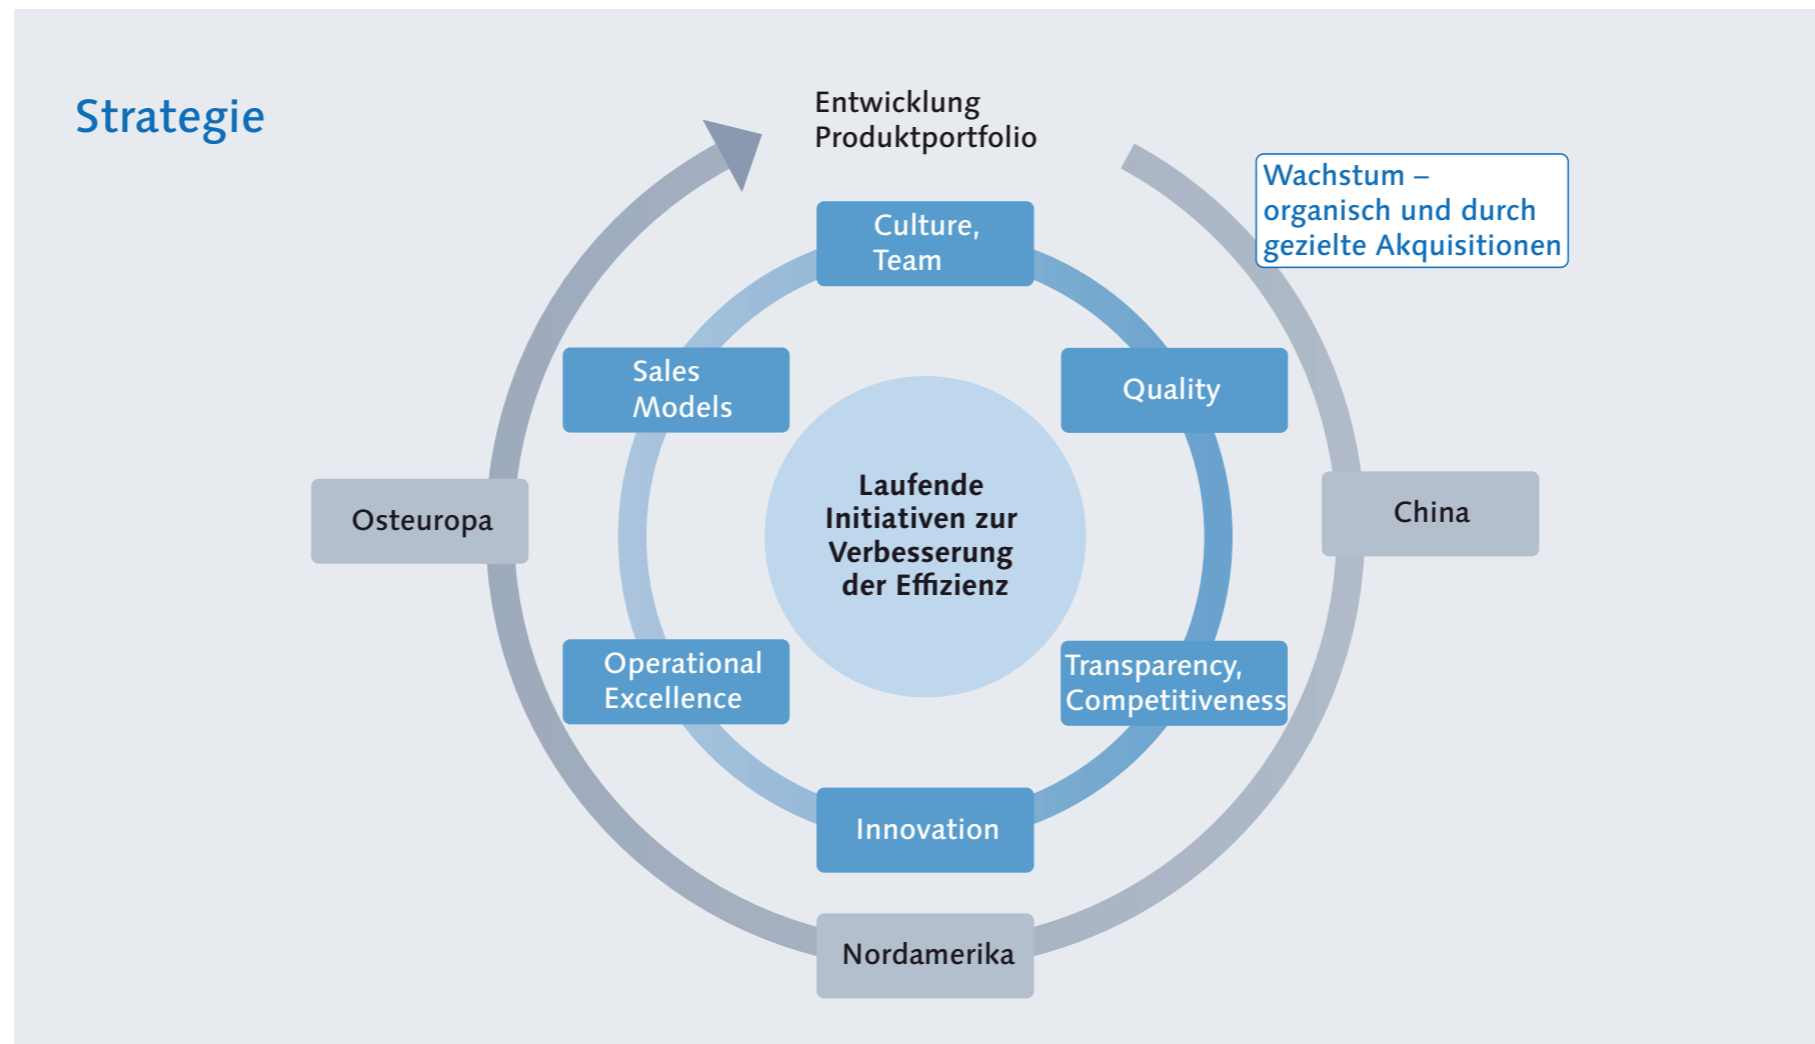 Strategie
Entwicklung
Produktportfolio
Wachstum –
organisch und durch
gezielte Akquisitionen
Culture,
Team
Sales
Models
Quality
Laufende
Initiativen zur
Verbesserung
der Effizienz
Osteuropa
China
Operational
Excellence
Transparency,
Competitiveness
Innovation
Nordamerika